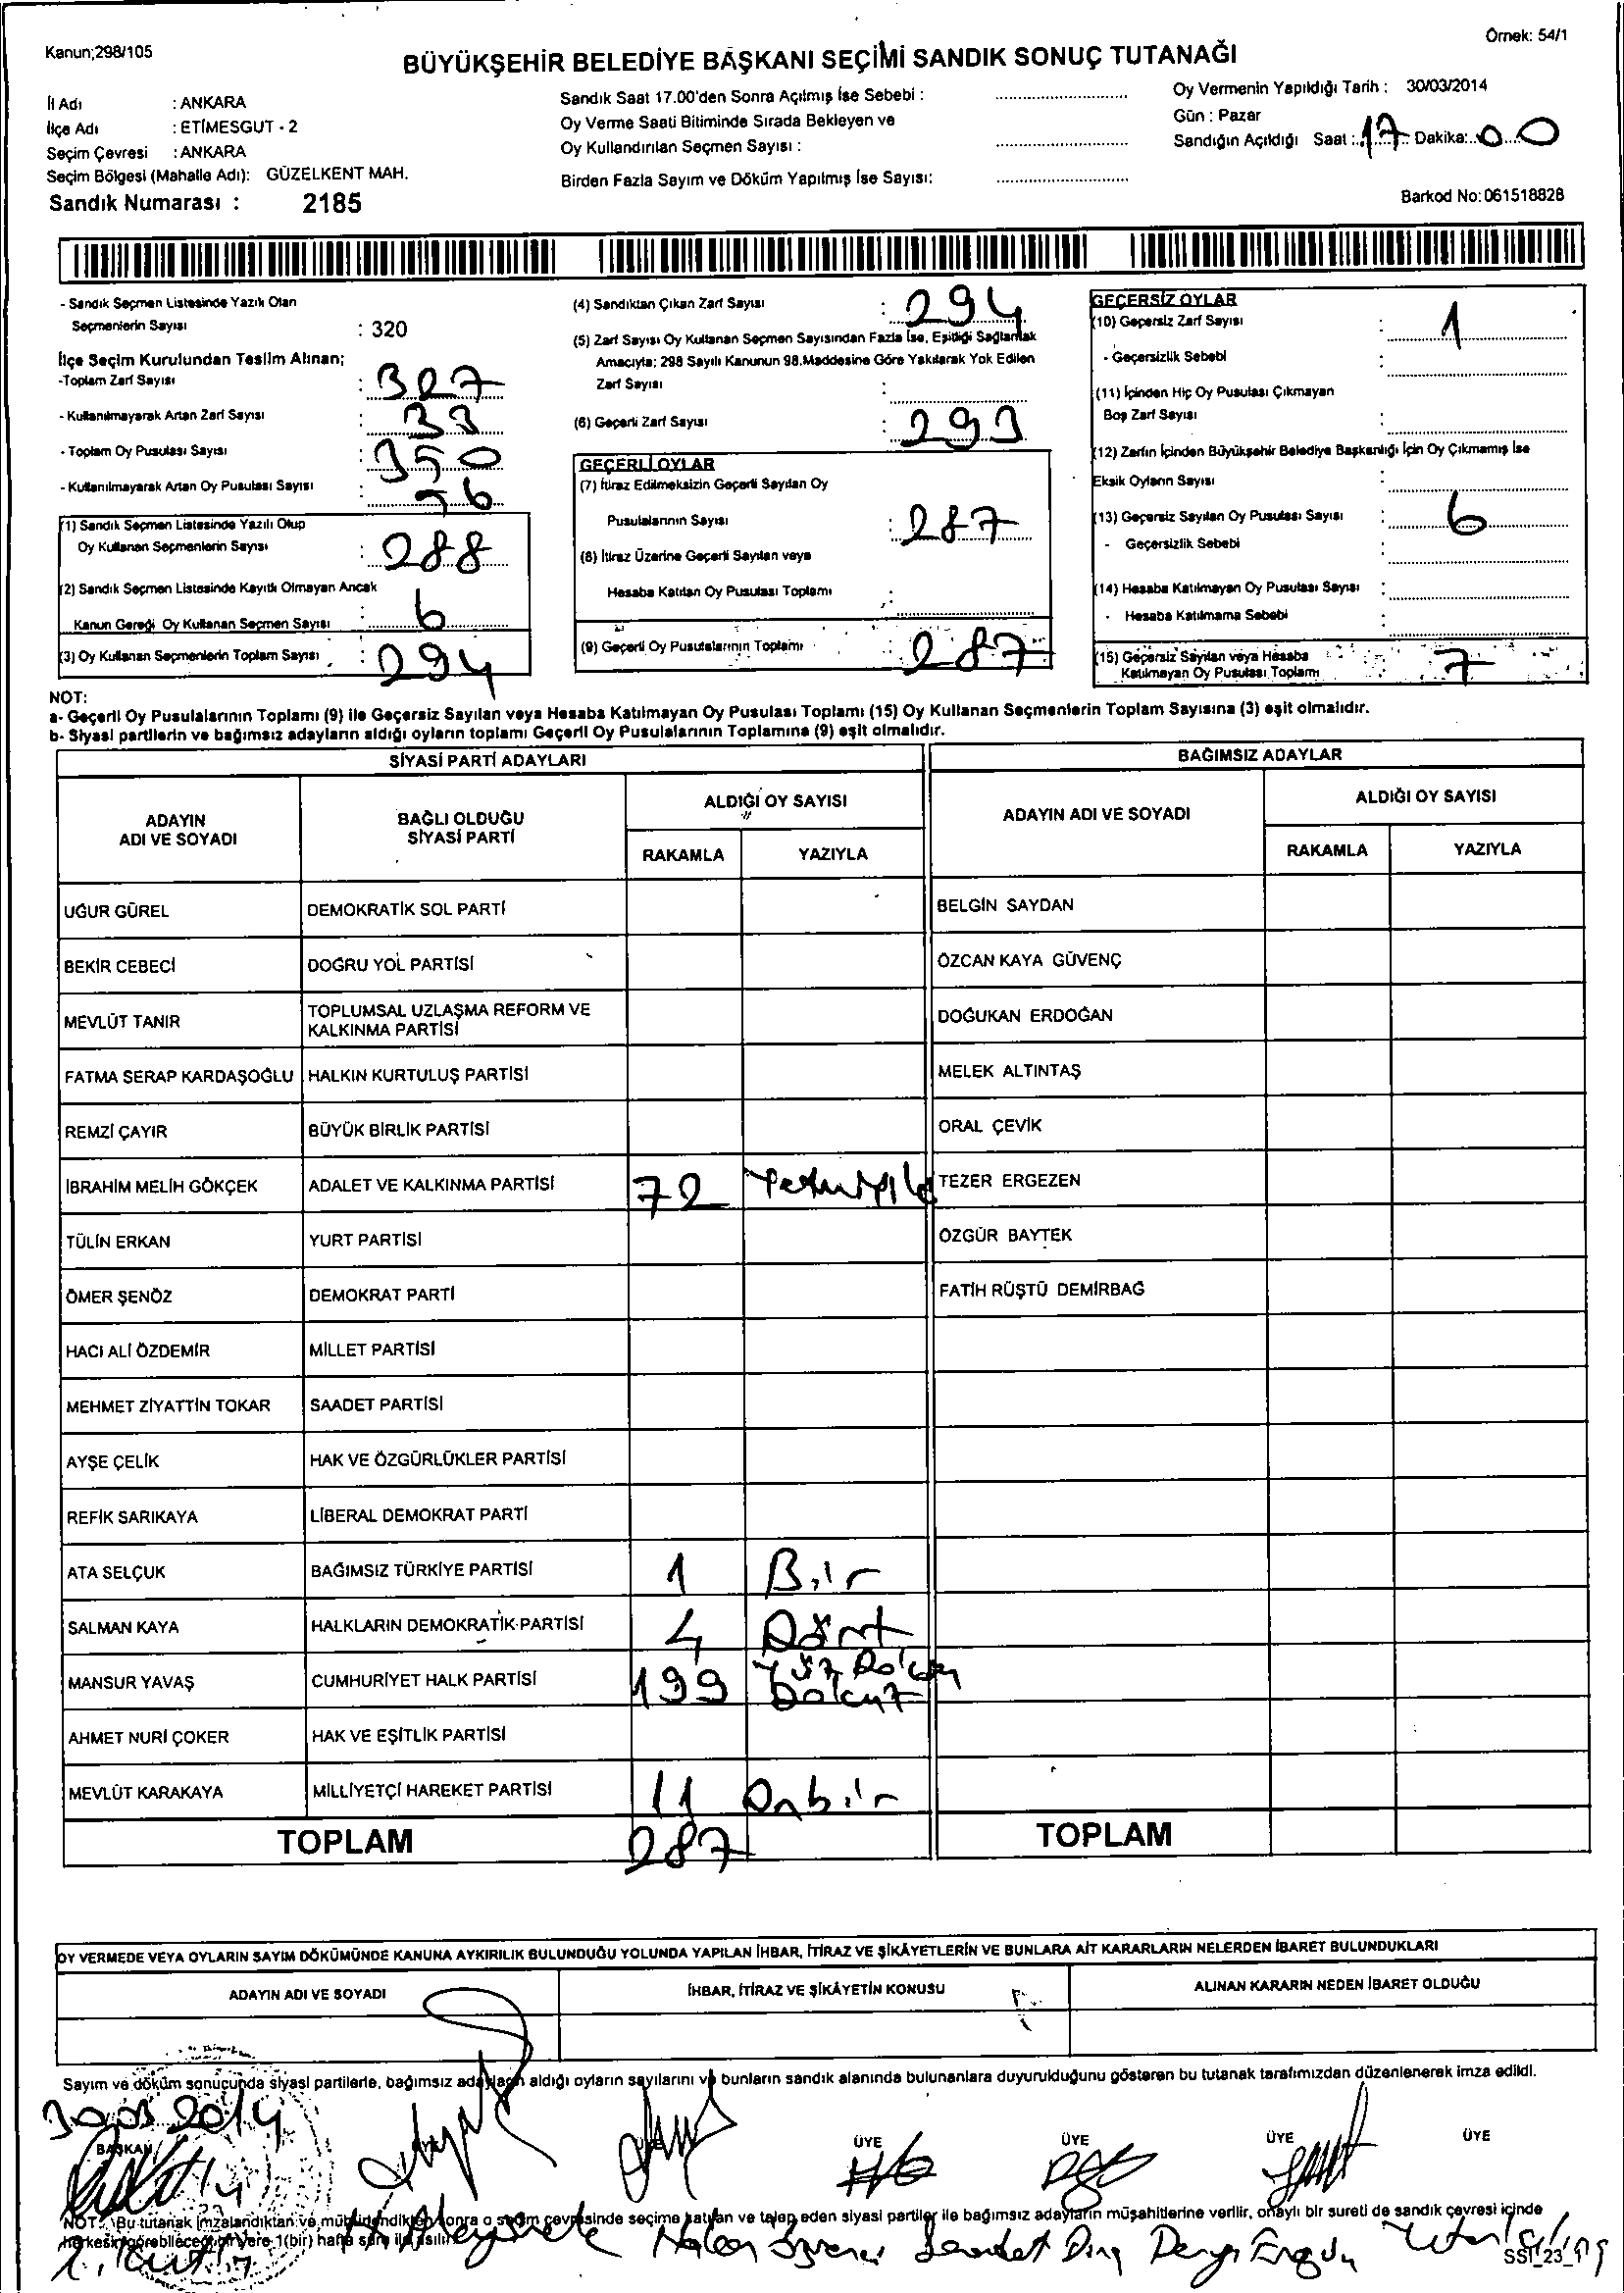 Kanun;298/105
Örnek: 54/1
BÜYÜKŞEHİR BELEDİYE BAŞKANI SEÇİMİ SANDIK SONUÇ TUTANAĞI
İl Adı : ANKARA
İlçe Adı : ETİMESGUT - 2
Seçim Çevresi : ANKARA
Seçim Bölgesi (Mahalle Adı): GÜZELKENT MAH.
Sandık Numarası : 2185
Sandık Saat 17.00'den Sonra Açılmış İse Sebebi :
Oy Verme Saati Bitiminde Sırada Bekleyen ve
Oy Kullandırılan Seçmen Sayısı :
Birden Fazla Sayım ve Döküm Yapılmış İse Sayısı:
Oy Vermenin Yapıldığı Tarih : 30/03/2014
Gün : Pazar
Sandığın Açıldığı Saat : 17 Dakika: 00
Barkod No: 061518828
- Sandık Seçmen Listesinde Yazılı Olan
Seçmenlerin Sayısı : 320
İlçe Seçim Kurulundan Teslim Alınan;
-Toplam Zarf Sayısı : 327
- Kullanılmayarak Artan Zarf Sayısı : 33
- Toplam Oy Pusulası Sayısı : 350
- Kullanılmayarak Artan Oy Pusulası Sayısı : 56
(1) Sandık Seçmen Listesinde Yazılı Olup
Oy Kullanan Seçmenlerin Sayısı : 288
(2) Sandık Seçmen Listesinde Kayıtlı Olmayan Ancak
Kanun Gereği Oy Kullanan Seçmen Sayısı : 6
(3) Oy Kullanan Seçmenlerin Toplam Sayısı : 294
(4) Sandıktan Çıkan Zarf Sayısı : 294
(5) Zarf Sayısı Oy Kullanan Seçmen Sayısından Fazla İse, Eşitliği Sağlamak
Amacıyla; 298 Sayılı Kanunun 98.Maddesine Göre Yakılarak Yok Edilen
Zarf Sayısı :
(6) Geçerli Zarf Sayısı : 293
GEÇERLİ OYLAR
(7) İtiraz Edilmeksizin Geçerli Sayılan Oy
Pusulalarının Sayısı : 287
(8) İtiraz Üzerine Geçerli Sayılan veya
Hesaba Katılan Oy Pusulası Toplamı :
(9) Geçerli Oy Pusulalarının Toplamı : 287
GEÇERSİZ OYLAR
(10) Geçersiz Zarf Sayısı : 1
- Geçersizlik Sebebi :
(11) İçinden Hiç Oy Pusulası Çıkmayan
Boş Zarf Sayısı :
(12) Zarfın İçinden Büyükşehir Belediye Başkanlığı İçin Oy Çıkmamış İse
Eksik Oyların Sayısı :
(13) Geçersiz Sayılan Oy Pusulası Sayısı : 6
- Geçersizlik Sebebi :
(14) Hesaba Katılmayan Oy Pusulası Sayısı :
- Hesaba Katılmama Sebebi :
(15) Geçersiz Sayılan veya Hesaba
Katılmayan Oy Pusulası Toplamı : 7
NOT:
a- Geçerli Oy Pusulalarının Toplamı (9) ile Geçersiz Sayılan veya Hesaba Katılmayan Oy Pusulası Toplamı (15) Oy Kullanan Seçmenlerin Toplam Sayısına (3) eşit olmalıdır.
b- Siyasi partilerin ve bağımsız adayların aldığı oyların toplamı Geçerli Oy Pusulalarının Toplamına (9) eşit olmalıdır.
SİYASİ PARTİ ADAYLARI
ADAYIN ADI VE SOYADI BAĞLI OLDUĞU SİYASİ PARTİ ALDIĞI OY SAYISI
RAKAMLA YAZIYLA
UĞUR GÜREL DEMOKRATİK SOL PARTİ
BEKİR CEBECİ DOĞRU YOL PARTİSİ
MEVLÜT TANIR TOPLUMSAL UZLAŞMA REFORM VE KALKINMA PARTİSİ
FATMA SERAP KARDAŞOĞLU HALKIN KURTULUŞ PARTİSİ
REMZİ ÇAYIR BÜYÜK BİRLİK PARTİSİ
İBRAHİM MELİH GÖKÇEK ADALET VE KALKINMA PARTİSİ 72
TÜLİN ERKAN YURT PARTİSİ
ÖMER ŞENÖZ DEMOKRAT PARTİ
HACI ALİ ÖZDEMİR MİLLET PARTİSİ
MEHMET ZİYATTİN TOKAR SAADET PARTİSİ
AYŞE ÇELİK HAK VE ÖZGÜRLÜKLER PARTİSİ
REFİK SARIKAYA LİBERAL DEMOKRAT PARTİ
ATA SELÇUK BAĞIMSIZ TÜRKİYE PARTİSİ 1 Bir
SALMAN KAYA HALKLARIN DEMOKRATİK PARTİSİ 4 Dört
MANSUR YAVAŞ CUMHURİYET HALK PARTİSİ 199 Yüz Doksan Dokuz
AHMET NURİ ÇOKER HAK VE EŞİTLİK PARTİSİ
MEVLÜT KARAKAYA MİLLİYETÇİ HAREKET PARTİSİ 11 Onbir
TOPLAM 287
BAĞIMSIZ ADAYLAR
ADAYIN ADI VE SOYADI ALDIĞI OY SAYISI
RAKAMLA YAZIYLA
BELGİN SAYDAN
ÖZCAN KAYA GÜVENÇ
DOĞUKAN ERDOĞAN
MELEK ALTINTAŞ
ORAL ÇEVİK
TEZER ERGEZEN
ÖZGÜR BAYTEK
FATİH RÜŞTÜ DEMİRBAĞ
TOPLAM
OY VERMEDE VEYA OYLARIN SAYIM DÖKÜMÜNDE KANUNA AYKIRILIK BULUNDUĞU YOLUNDA YAPILAN İHBAR, İTİRAZ VE ŞİKÂYETLERİN VE BUNLARA AİT KARARLARIN NELERDEN İBARET BULUNDUKLARI
ADAYIN ADI VE SOYADI İHBAR, İTİRAZ VE ŞİKÂYETİN KONUSU ALINAN KARARIN NEDEN İBARET OLDUĞU
Sayım ve döküm sonucunda siyasi partilerle, bağımsız adayların aldığı oyların sayılarını ve bunların sandık alanında bulunanlara duyurulduğunu gösteren bu tutanak tarafımızdan düzenlenerek imza edildi.
30.03.2014
BAŞKAN ÜYE ÜYE ÜYE ÜYE
NOT: Bu tutanak imzalandıktan ve mühürlendikten sonra o seçim çevresinde seçime katılan ve talep eden siyasi partiler ile bağımsız adayların müşahitlerine verilir, onaylı bir sureti de sandık çevresi içinde
herkesin görebileceği bir yere 1(bir) hafta süre ile asılır.
Dinç Derya Ergün
SSI_23_1